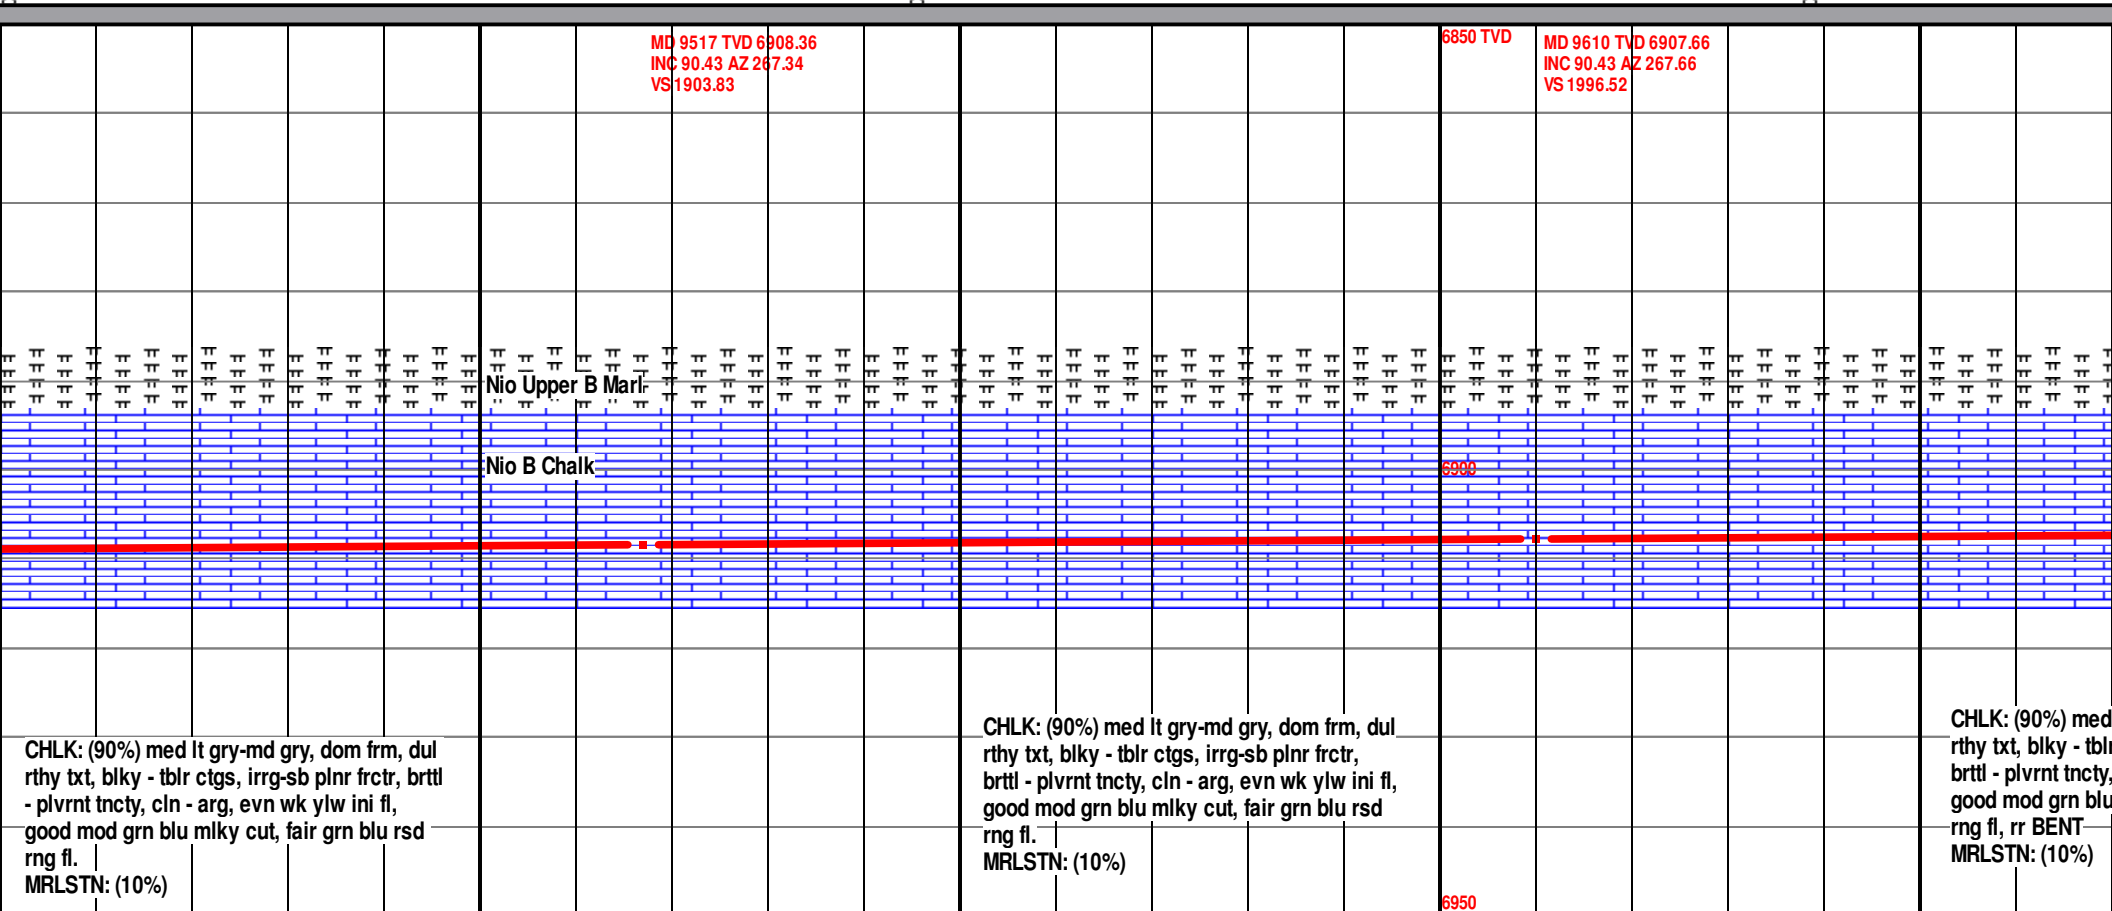 MD 9517 TVD 6908.36
INC 90.43 AZ 267.34
VS 1903.83
6850 TVD
MD 9610 TVD 6907.66
INC 90.43 AZ 267.66
VS 1996.52
Nio Upper B Marl
Nio B Chalk
6900
CHLK: (90%) med lt gry-md gry, dom frm, dul
rthy txt, blky - tblr ctgs, irrg-sb plnr frctr, brttl
- plvrnt tncty, cln - arg, evn wk ylw ini fl,
good mod grn blu mlky cut, fair grn blu rsd
rng fl.
MRLSTN: (10%)
CHLK: (90%) med lt gry-md gry, dom frm, dul
rthy txt, blky - tblr ctgs, irrg-sb plnr frctr,
brttl - plvrnt tncty, cln - arg, evn wk ylw ini fl,
good mod grn blu mlky cut, fair grn blu rsd
rng fl.
MRLSTN: (10%)
CHLK: (90%) med
rthy txt, blky - tblr
brttl - plvrnt tncty,
good mod grn blu
rng fl, rr BENT
MRLSTN: (10%)
6950